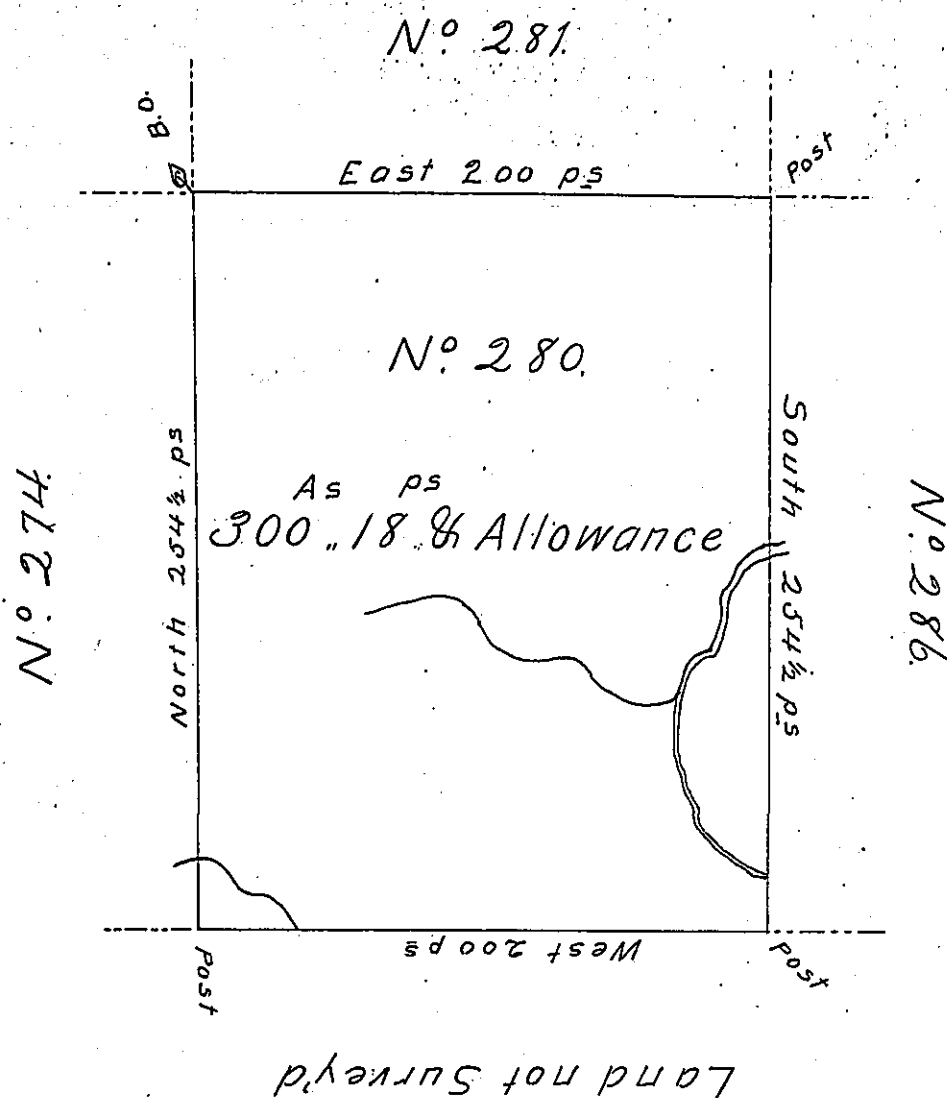 Nº 281.
B.O.
Post
East 200 ps
Nº 280.
As ps
300 „ 18 & Allowance
North 254½ ps
South 254½ ps
Nº 274.
Nº 286.
West 200 ps
Post
Post
Land not Survey'd